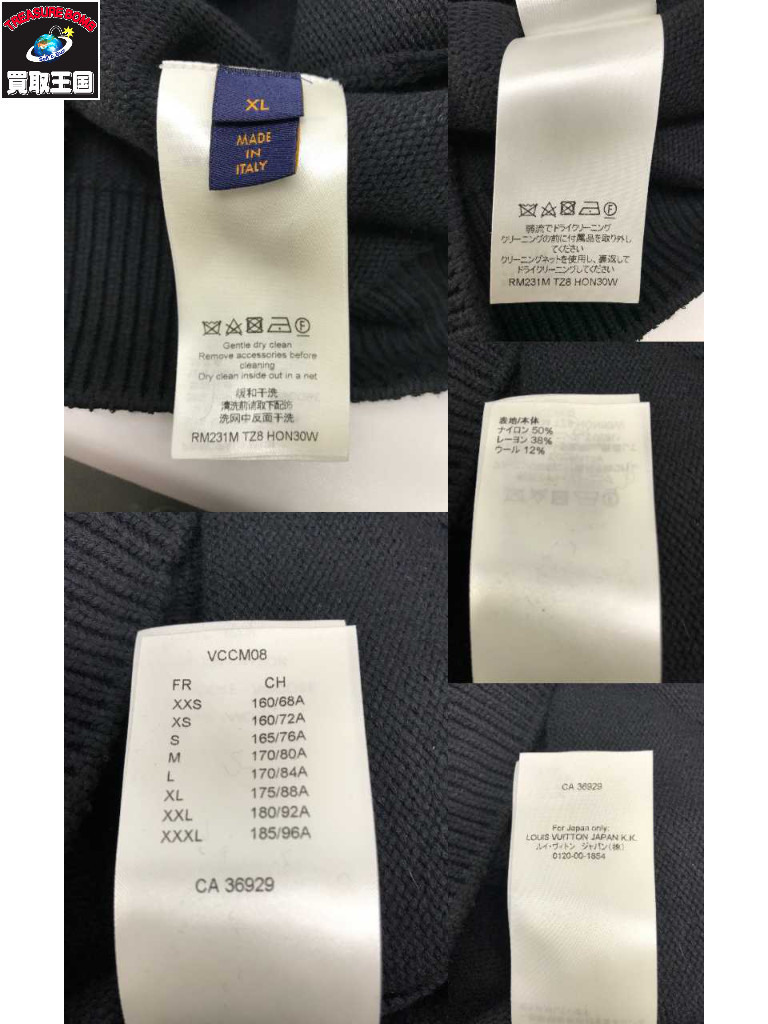 TREASURE BOMB
買取王国
XL
MADE
IN
ITALY
Gentle dry clean
Remove accessories before
cleaning
Dry clean inside out in a net
缓和干洗
清洗前请取下配饰
洗网中反面干洗
RM231M TZ8 HON30W
弱流でドライクリーニング
クリーニングの前に付属品を取り外し
てください
クリーニングネットを使用し、裏返して
ドライクリーニングしてください
RM231M TZ8 HON30W
表地/本体
ナイロン 50%
レーヨン 38%
ウール 12%
VCCM08
FR CH
XXS 160/68A
XS 160/72A
S 165/76A
M 170/80A
L 170/84A
XL 175/88A
XXL 180/92A
XXXL 185/96A
CA 36929
CA 36929
For Japan only:
LOUIS VUITTON JAPAN K.K.
ルイ・ヴィトン ジャパン(株)
0120-00-1854